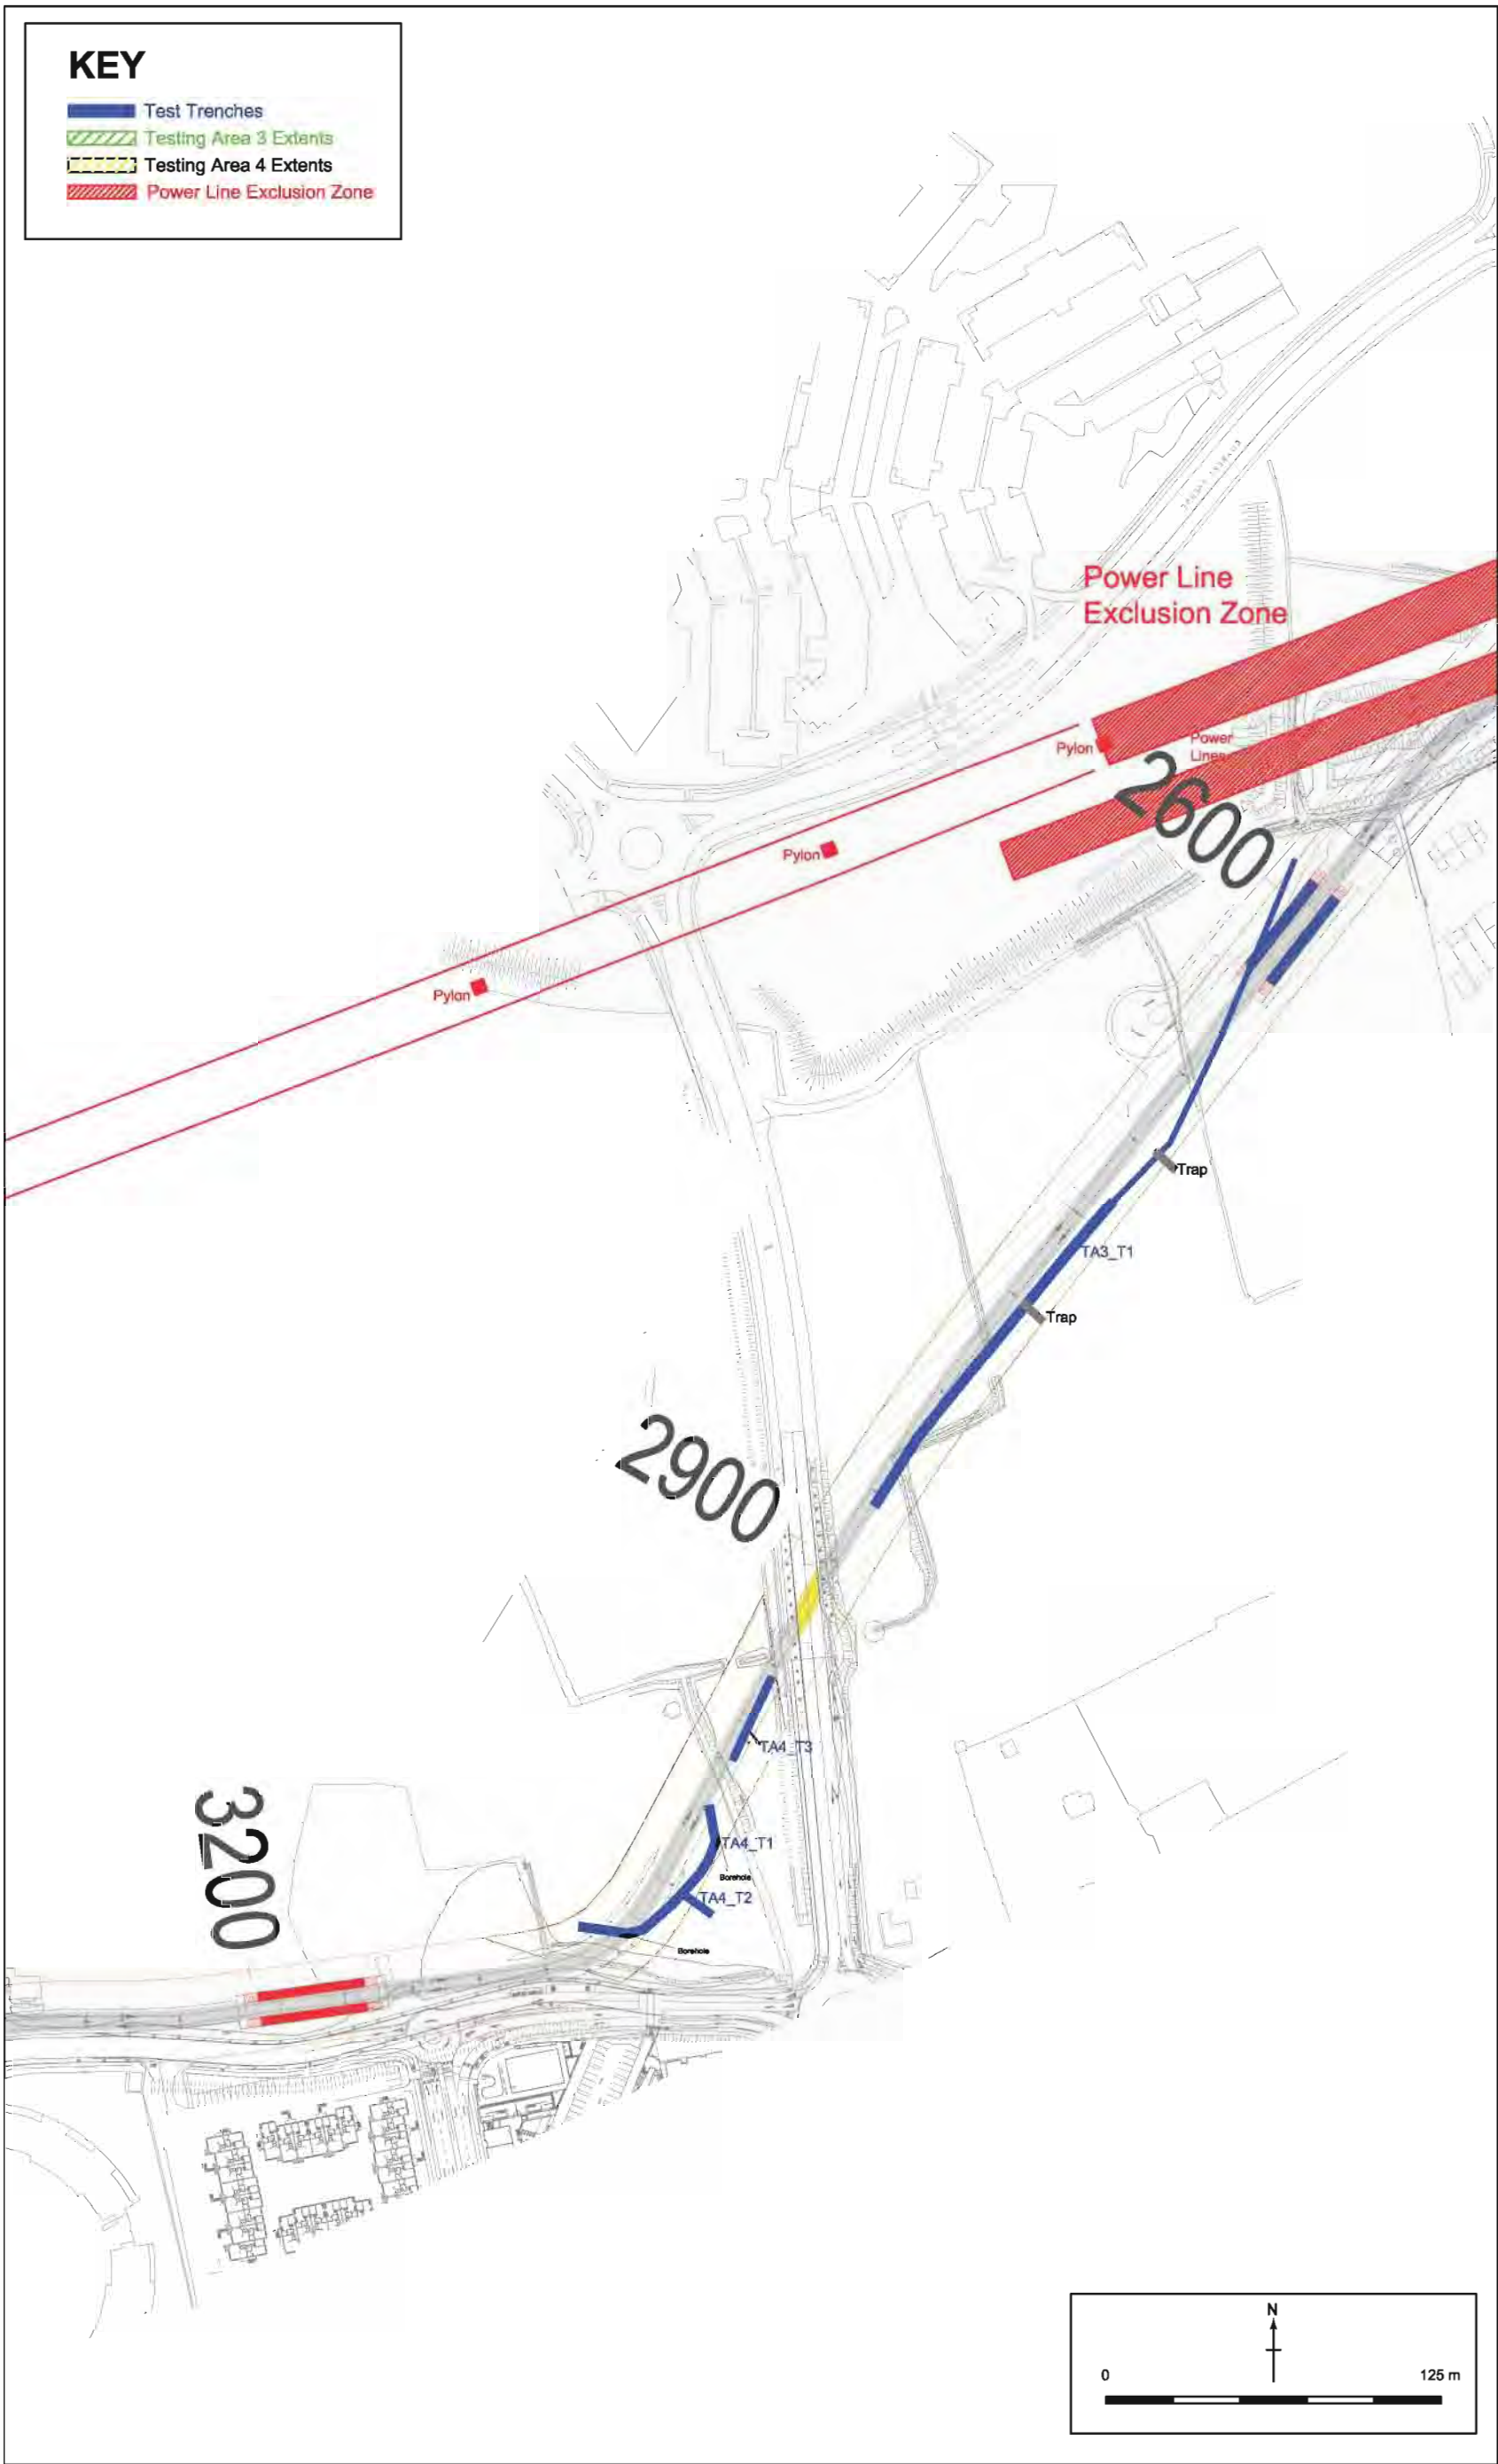 KEY
Test Trenches
Testing Area 3 Extents
Testing Area 4 Extents
Power Line Exclusion Zone
Power Line
Exclusion Zone
Pylon
Power
Lines
2600
Pylon
Pylon
Trap
TA3_T1
Trap
2900
TA4_T3
3200
TA4_T1
Borehole
TA4_T2
Borehole
N
0
125 m